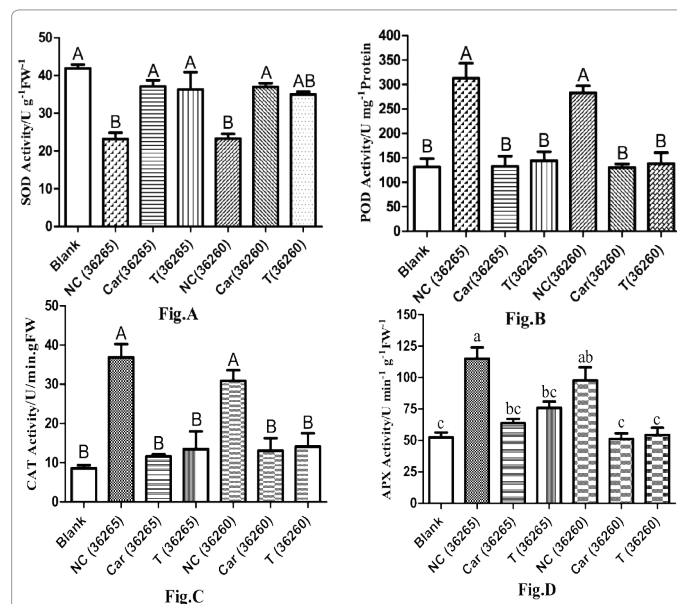 SOD Activity/U g-1FW-1
50
40
30
20
10
0
A
B
A
A
B
A
AB
Blank
NC (36265)
Car(36265)
T(36265)
NC(36260)
Car(36260)
T(36260)
Fig.A
POD Activity/U mg-1Protein
400
350
300
250
200
150
100
50
0
B
A
B
B
A
B
B
Blank
NC (36265)
Car(36265)
T(36265)
NC(36260)
Car(36260)
T(36260)
Fig.B
CAT Activity/U/min.gFW
50
40
30
20
10
0
B
A
B
B
A
B
B
Blank
NC (36265)
Car (36265)
T (36265)
NC (36260)
Car (36260)
T (36260)
Fig.C
APX Activity/U min-1 g-1FW-1
150
125
100
75
50
25
0
c
a
bc
bc
ab
c
c
Blank
NC (36265)
Car (36265)
T (36265)
NC (36260)
Car (36260)
T (36260)
Fig.D